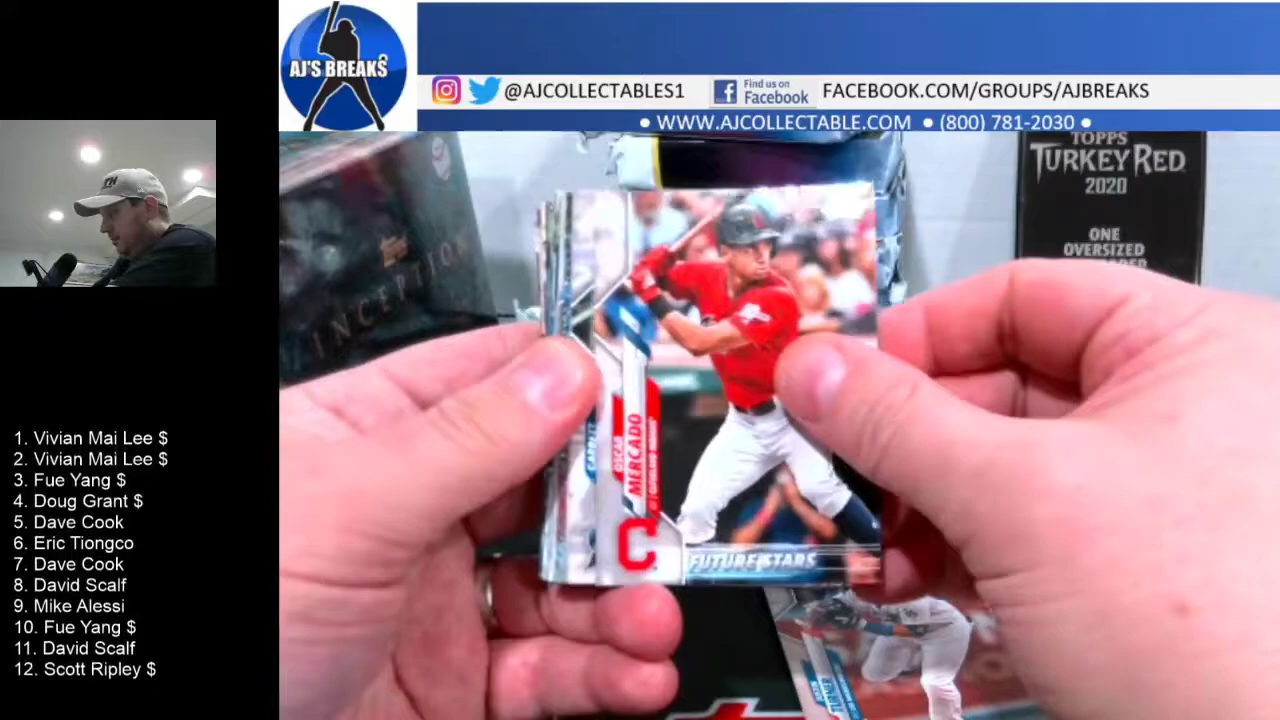 AJ'S BREAKS
@AJCOLLECTABLES1
Find us on
Facebook
FACEBOOK.COM/GROUPS/AJBREAKS
• WWW.AJCOLLECTABLE.COM • (800) 781-2030 •
TOPPS
TURKEY RED
2020
ONE
OVERSIZED
INCEPTION
OSCAR
MERCADO
C
FUTURE STARS
TURNER
1. Vivian Mai Lee $
2. Vivian Mai Lee $
3. Fue Yang $
4. Doug Grant $
5. Dave Cook
6. Eric Tiongco
7. Dave Cook
8. David Scalf
9. Mike Alessi
10. Fue Yang $
11. David Scalf
12. Scott Ripley $